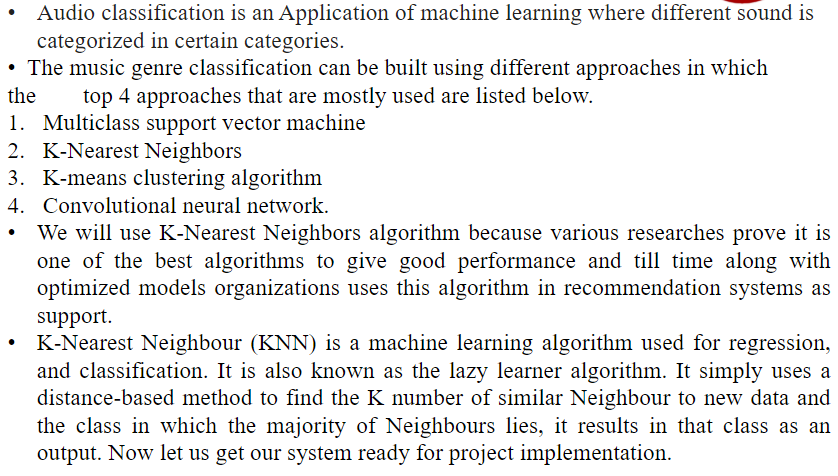 • Audio classification is an Application of machine learning where different sound is
categorized in certain categories.
• The music genre classification can be built using different approaches in which
the top 4 approaches that are mostly used are listed below.
1. Multiclass support vector machine
2. K-Nearest Neighbors
3. K-means clustering algorithm
4. Convolutional neural network.
• We will use K-Nearest Neighbors algorithm because various researches prove it is
one of the best algorithms to give good performance and till time along with
optimized models organizations uses this algorithm in recommendation systems as
support.
• K-Nearest Neighbour (KNN) is a machine learning algorithm used for regression,
and classification. It is also known as the lazy learner algorithm. It simply uses a
distance-based method to find the K number of similar Neighbour to new data and
the class in which the majority of Neighbours lies, it results in that class as an
output. Now let us get our system ready for project implementation.